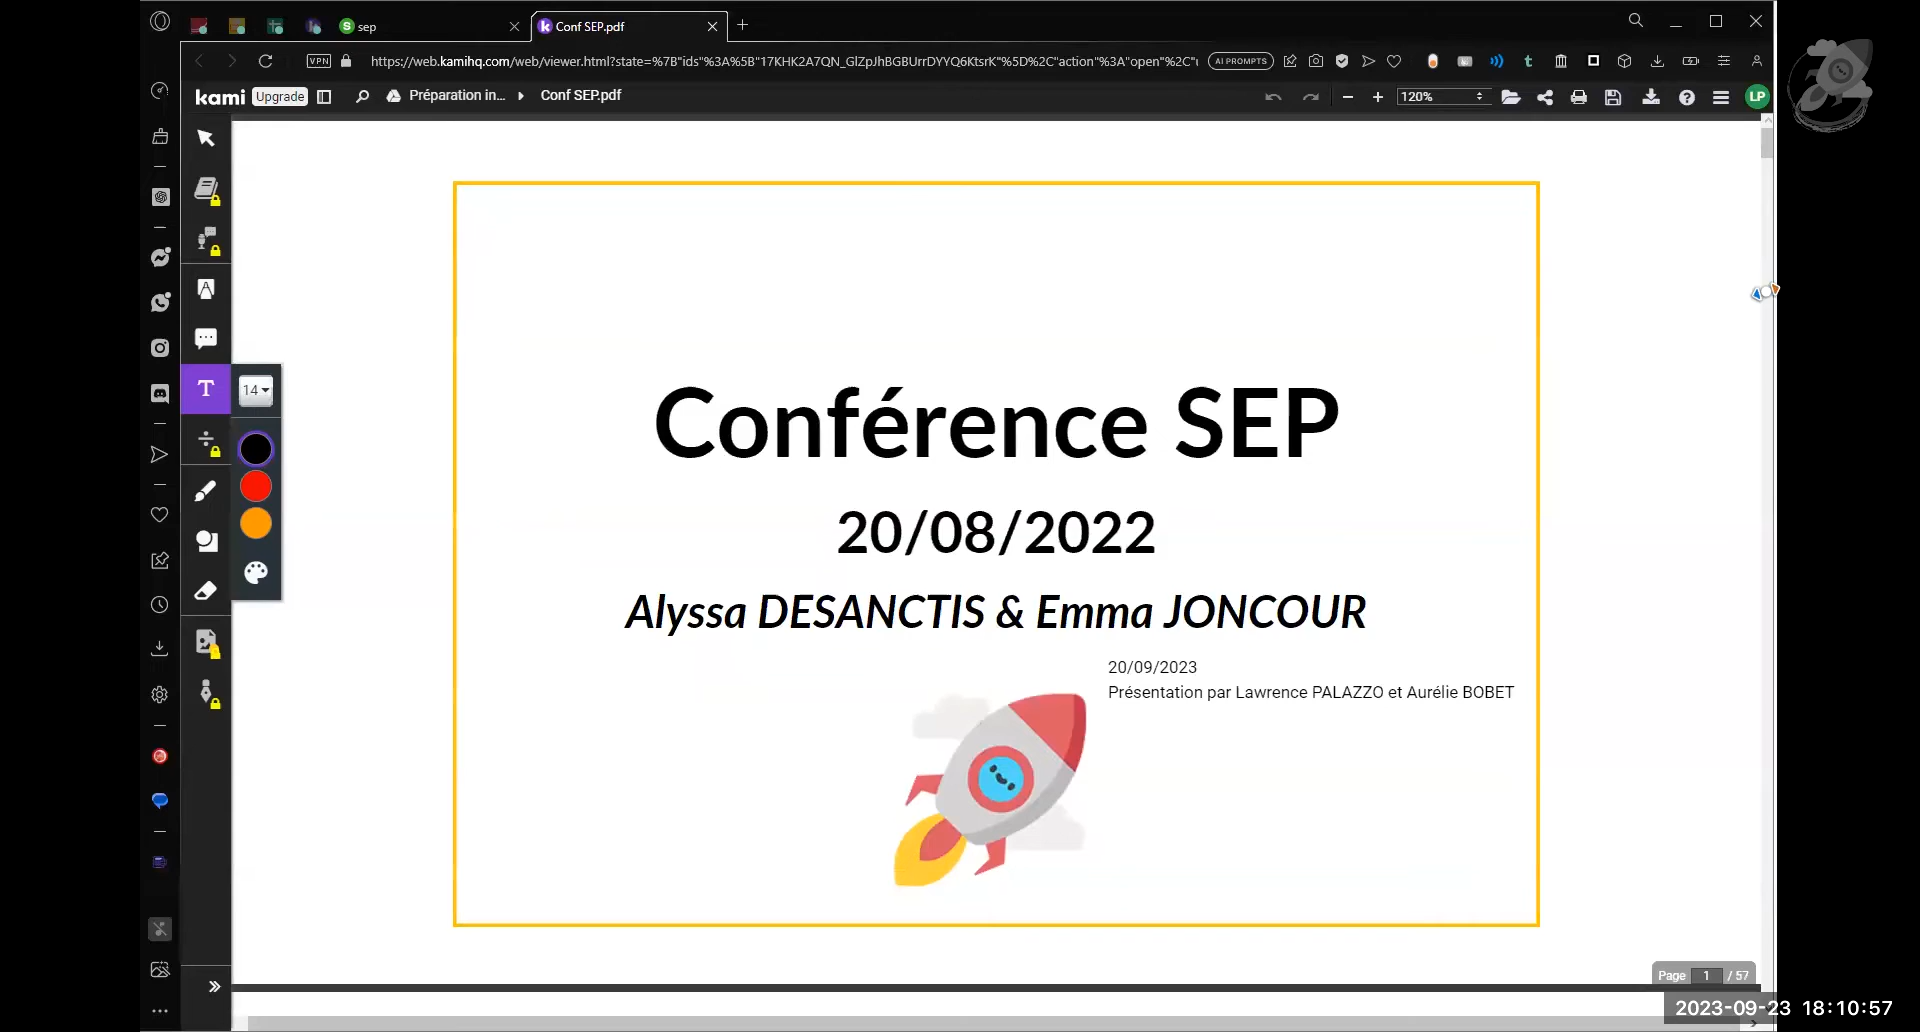 sep
Conf SEP.pdf
VPN
https://web.kamihq.com/web/viewer.html?state=%7B"ids"%3A%5B"17KHK2A7QN_GlZpJhBGBUrrDYYQ6KtsrK"%5D%2C"action"%3A"open"%2C"u
AI PROMPTS
kami Upgrade
Préparation in... Conf SEP.pdf
120%
LP
14
Conférence SEP
20/08/2022
Alyssa DESANCTIS & Emma JONCOUR
20/09/2023
Présentation par Lawrence PALAZZO et Aurélie BOBET
Page 1 / 57
2023-09-23 18:10:57